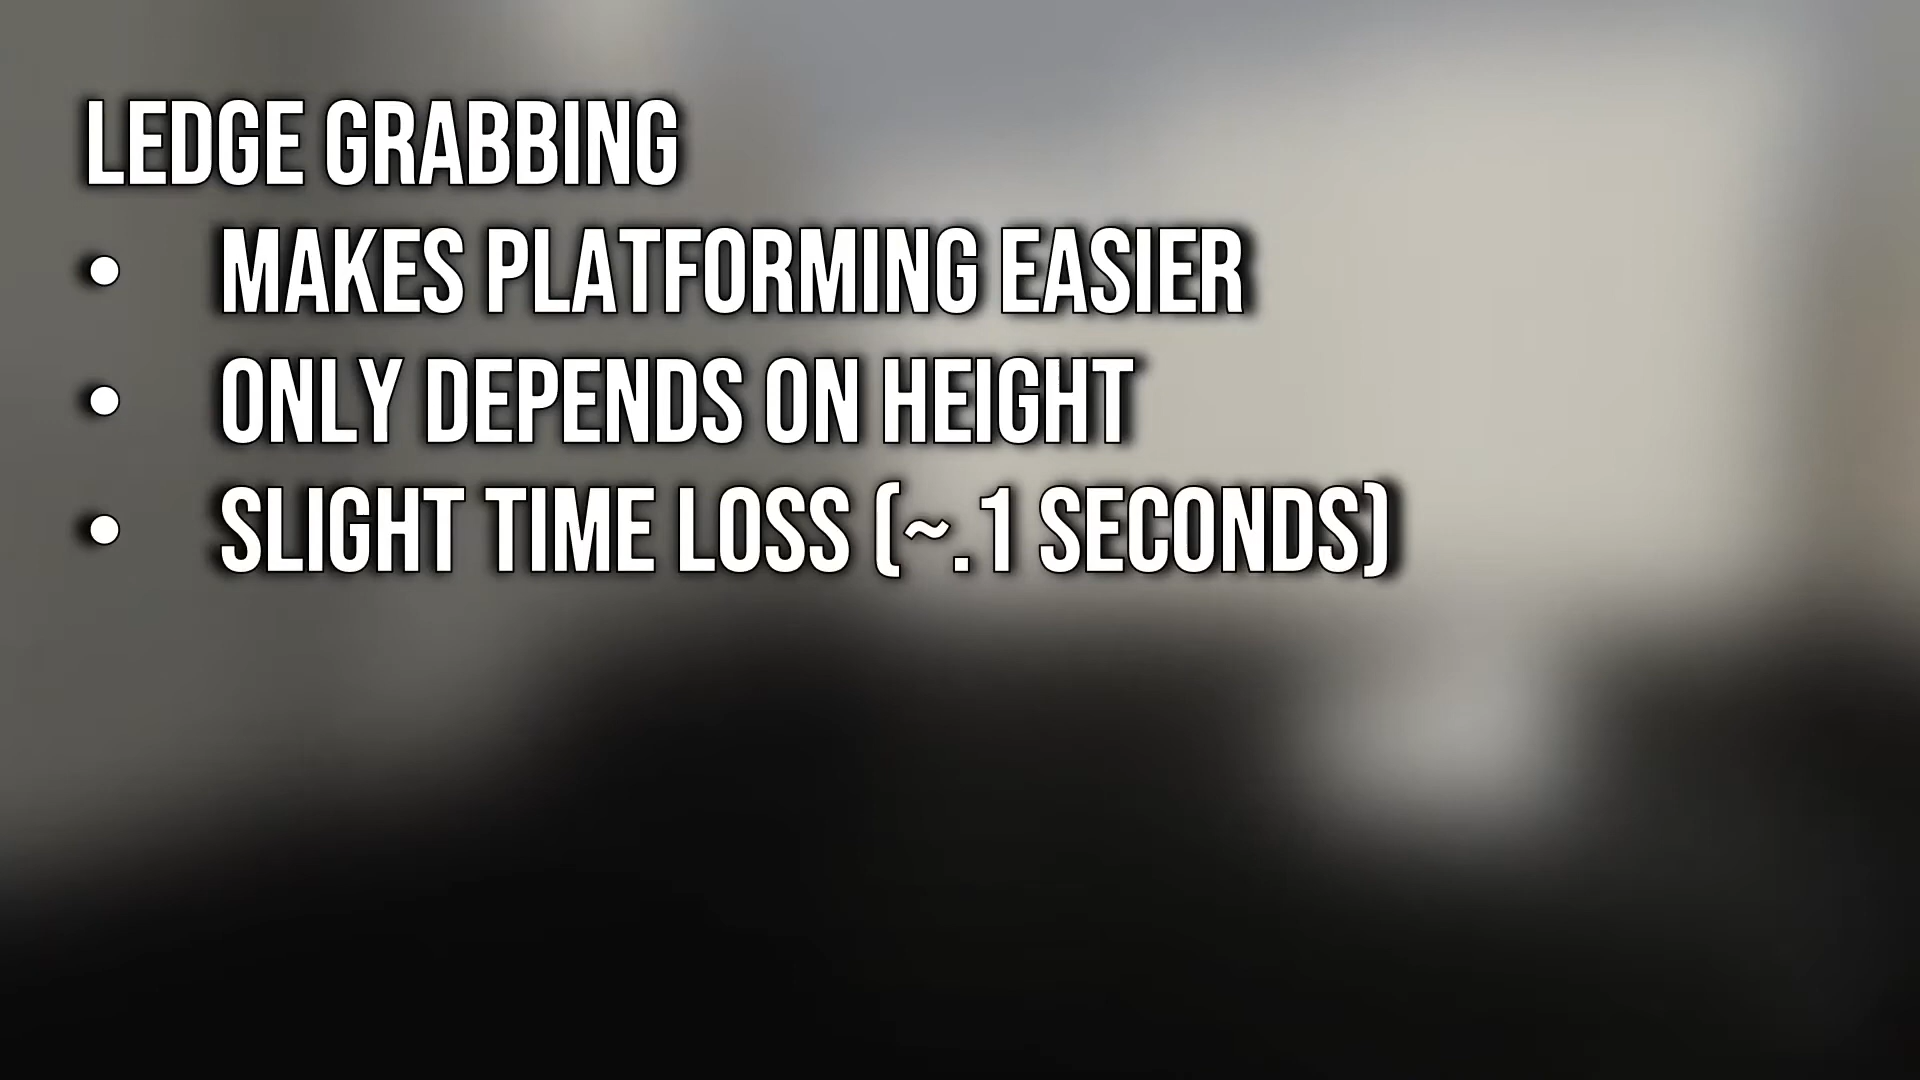 LEDGE GRABBING
• MAKES PLATFORMING EASIER
• ONLY DEPENDS ON HEIGHT
• SLIGHT TIME LOSS (~.1 SECONDS)